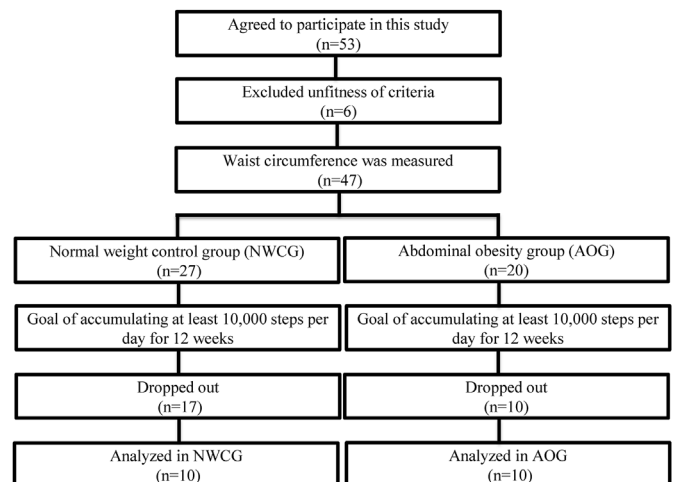 Agreed to participate in this study
(n=53)
Excluded unfitness of criteria
(n=6)
Waist circumference was measured
(n=47)
Normal weight control group (NWCG)
(n=27)
Abdominal obesity group (AOG)
(n=20)
Goal of accumulating at least 10,000 steps per
day for 12 weeks
Goal of accumulating at least 10,000 steps per
day for 12 weeks
Dropped out
(n=17)
Dropped out
(n=10)
Analyzed in NWCG
(n=10)
Analyzed in AOG
(n=10)